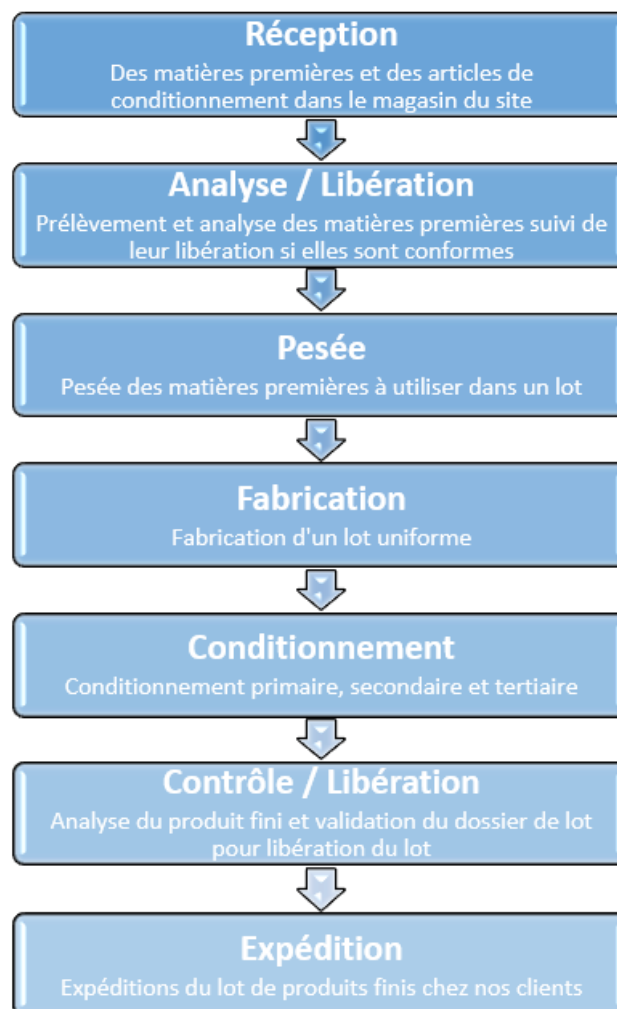 Réception
Des matières premières et des articles de
conditionnement dans le magasin du site
Analyse / Libération
Prélèvement et analyse des matières premières suivi de
leur libération si elles sont conformes
Pesée
Pesée des matières premières à utiliser dans un lot
Fabrication
Fabrication d'un lot uniforme
Conditionnement
Conditionnement primaire, secondaire et tertiaire
Contrôle / Libération
Analyse du produit fini et validation du dossier de lot
pour libération du lot
Expédition
Expéditions du lot de produits finis chez nos clients